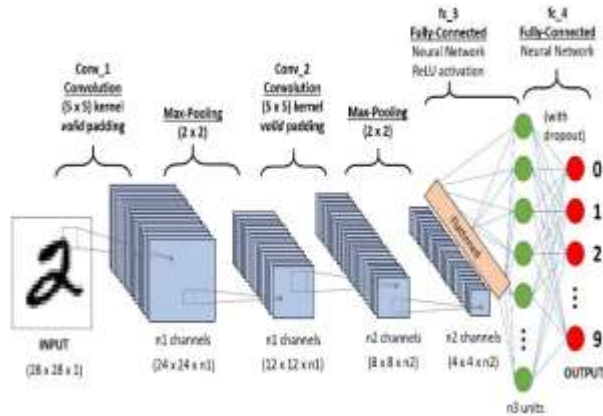 fc_3
Fully-Connected
Neural Network
ReLU activation
fc_4
Fully-Connected
Neural Network
Conv_1
Convolution
(5 x 5) kernel
valid padding
Max-Pooling
(2 x 2)
Conv_2
Convolution
(5 x 5) kernel
valid padding
Max-Pooling
(2 x 2)
(with
dropout)
Flattened
0
1
2
9
INPUT
(28 x 28 x 1)
n1 channels
(24 x 24 x n1)
n1 channels
(12 x 12 x n1)
n2 channels
(8 x 8 x n2)
n2 channels
(4 x 4 x n2)
OUTPUT
n3 units